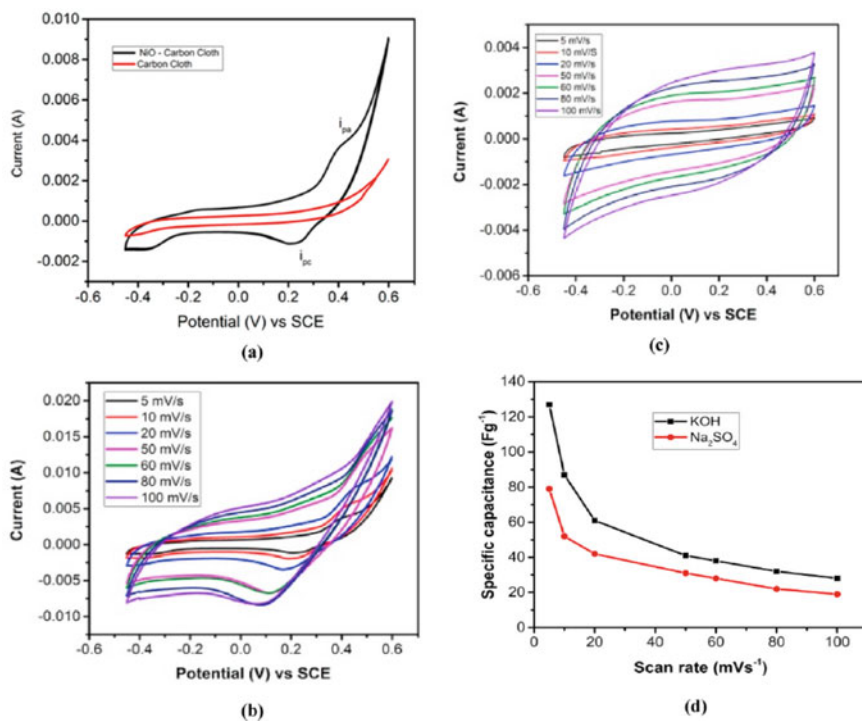 0.010
0.008
0.006
0.004
0.002
0.000
-0.002
NiO - Carbon Cloth
Carbon Cloth
i_pa
i_pc
Current (A)
-0.6 -0.4 -0.2 0.0 0.2 0.4 0.6
Potential (V) vs SCE
(a)
0.004
0.002
0.000
-0.002
-0.004
-0.006
5 mV/s
10 mV/S
20 mV/s
50 mV/s
60 mV/s
80 mV/s
100 mV/s
Current (A)
-0.6 -0.4 -0.2 0.0 0.2 0.4 0.6
Potential (V) vs SCE
(c)
0.020
0.015
0.010
0.005
0.000
-0.005
-0.010
5 mV/s
10 mV/s
20 mV/s
50 mV/s
60 mV/s
80 mV/s
100 mV/s
Current (A)
-0.6 -0.4 -0.2 0.0 0.2 0.4 0.6
Potential (V) vs SCE
(b)
140
120
100
80
60
40
20
0
KOH
Na₂SO₄
Specific capacitance (Fg⁻¹)
0 20 40 60 80 100
Scan rate (mVs⁻¹)
(d)